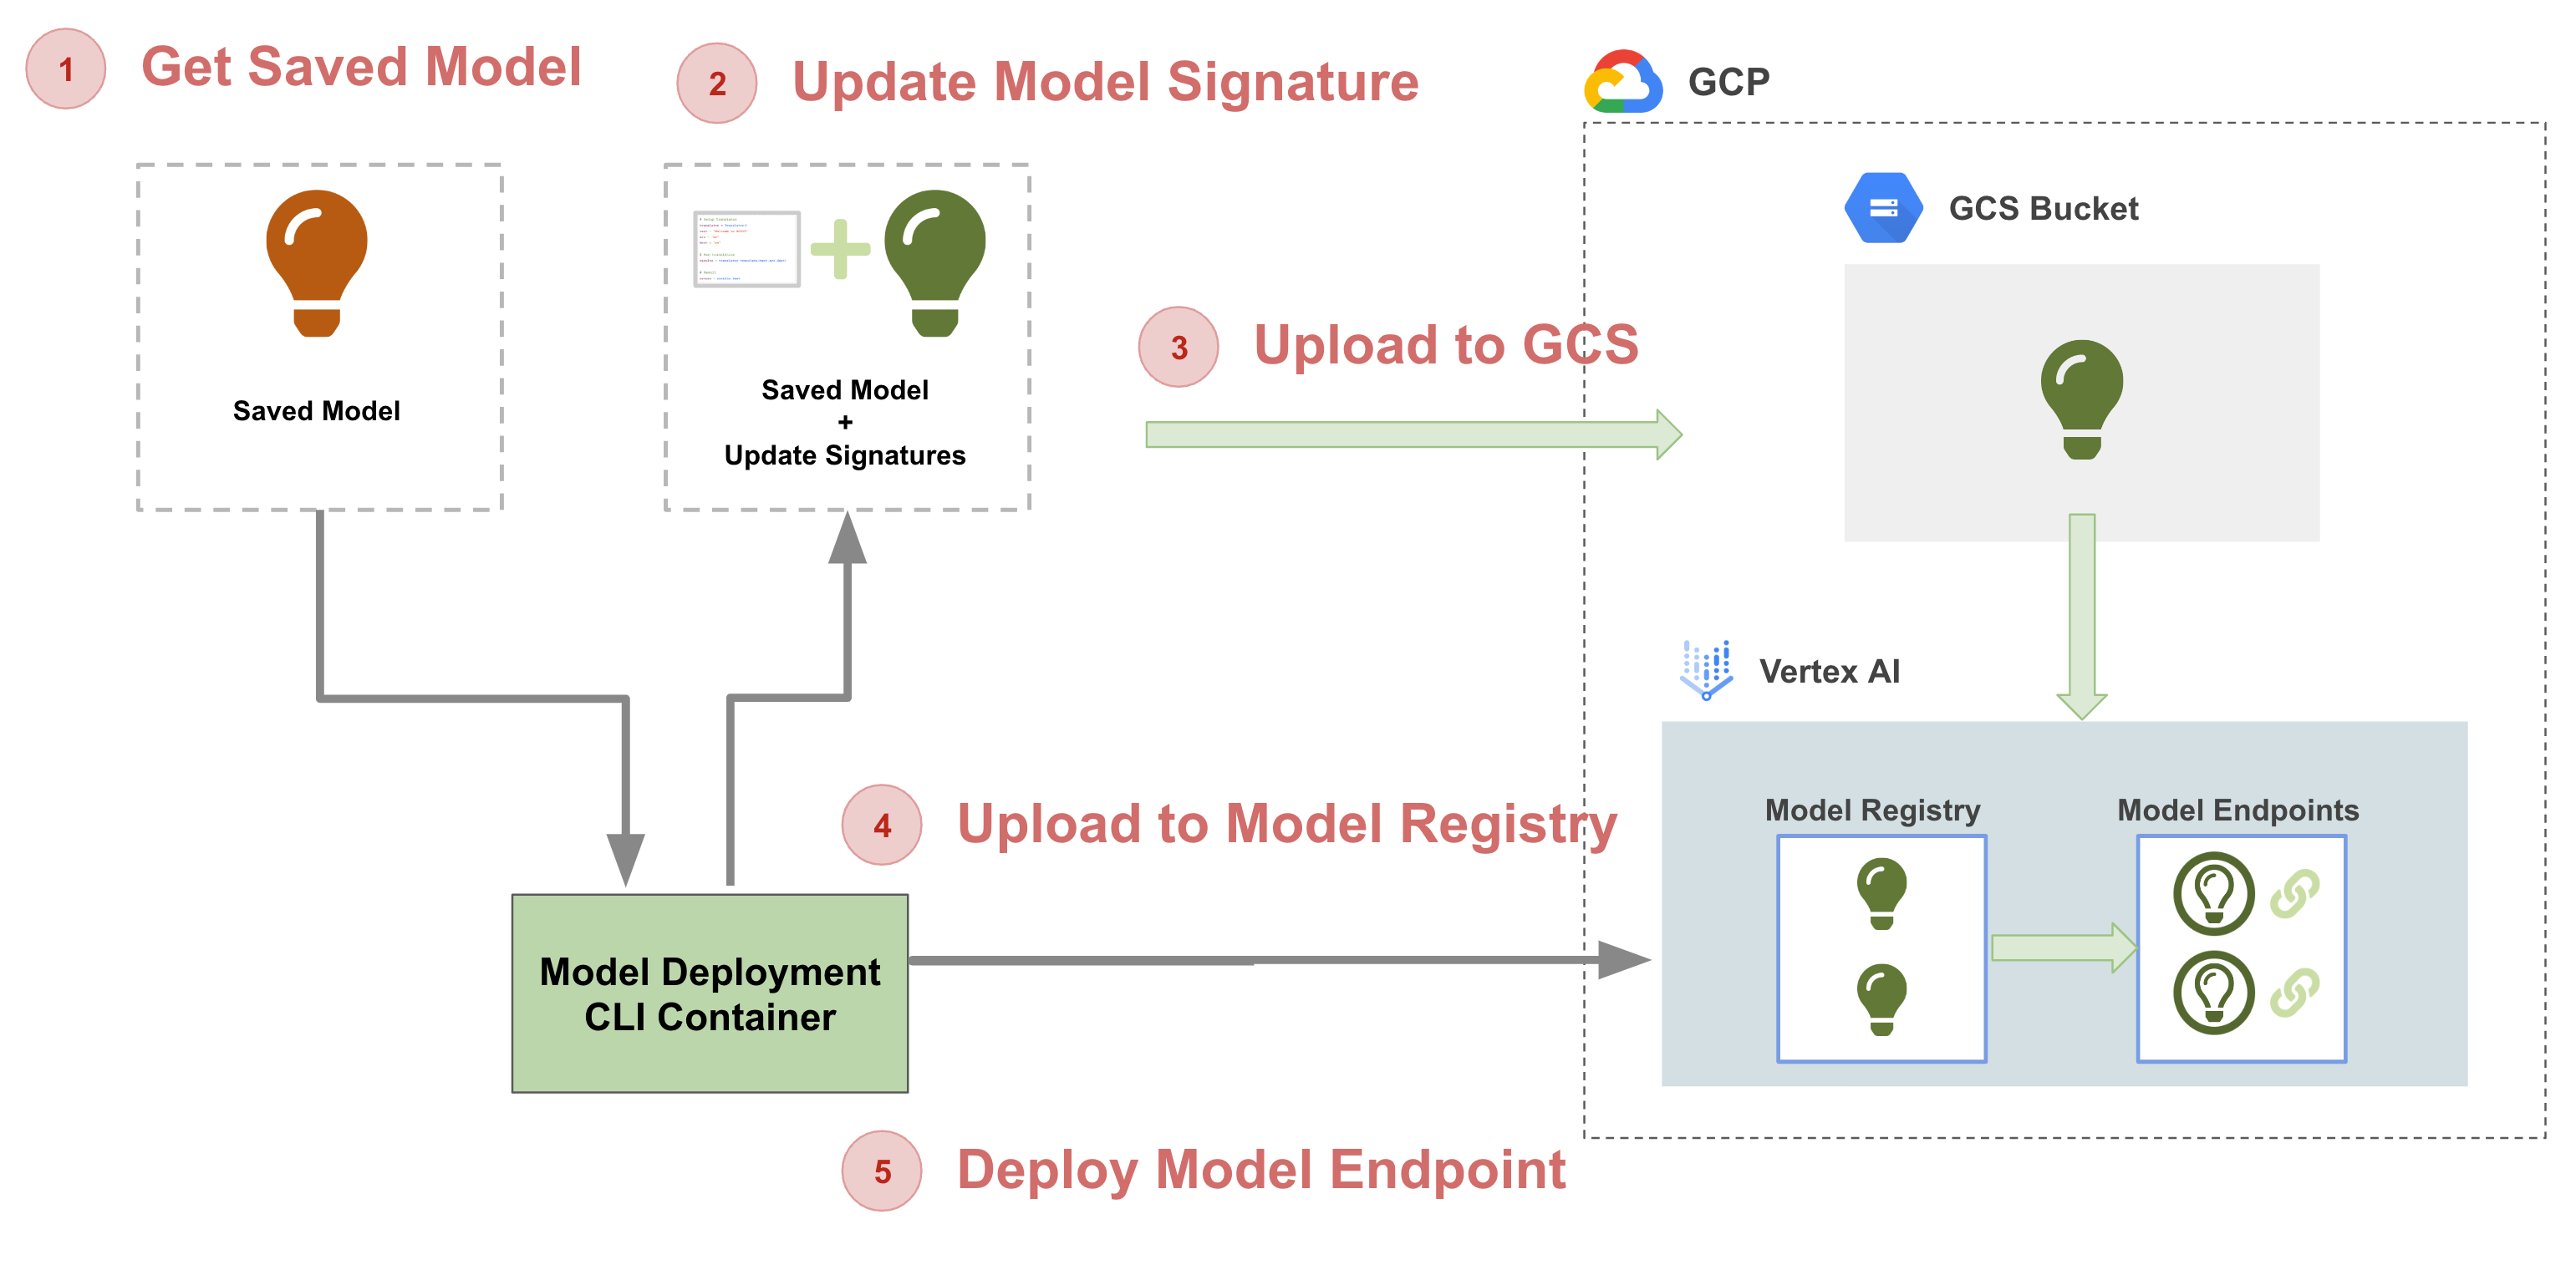 1
Get Saved Model
2
Update Model Signature
GCP
GCS Bucket
Saved Model
Saved Model
+
Update Signatures
3
Upload to GCS
Vertex AI
4
Upload to Model Registry
Model Registry
Model Endpoints
Model Deployment
CLI Container
5
Deploy Model Endpoint